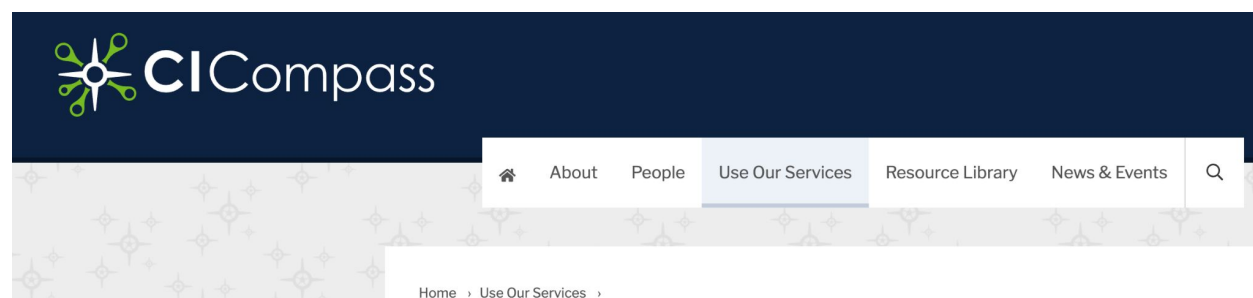 CICompass
About People Use Our Services Resource Library News & Events
Home › Use Our Services ›